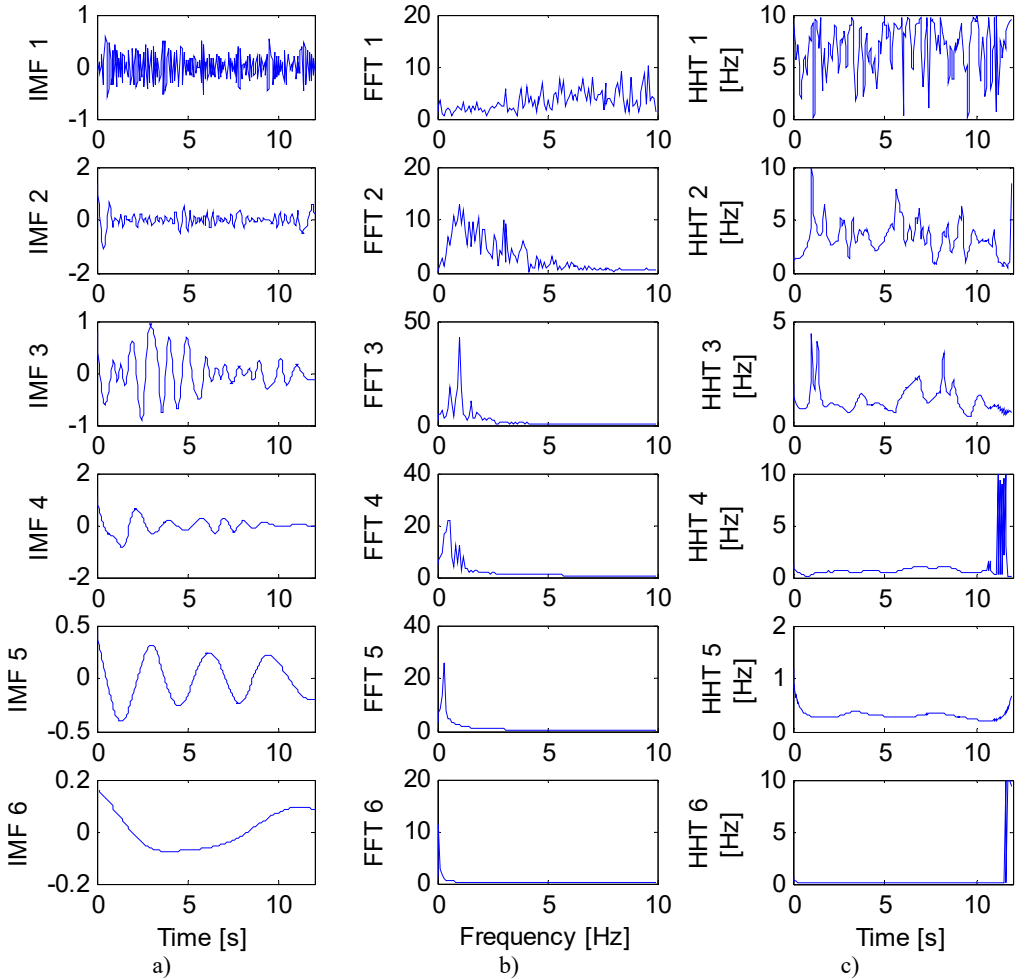 IMF 1
1
0
-1
0 5 10
FFT 1
20
10
0
0 5 10
HHT 1
[Hz]
10
5
0
0 5 10
IMF 2
2
0
-2
0 5 10
FFT 2
20
10
0
0 5 10
HHT 2
[Hz]
10
5
0
0 5 10
IMF 3
1
0
-1
0 5 10
FFT 3
50
0
0 5 10
HHT 3
[Hz]
5
0
0 5 10
IMF 4
2
0
-2
0 5 10
FFT 4
40
20
0
0 5 10
HHT 4
[Hz]
10
5
0
0 5 10
IMF 5
0.5
0
-0.5
0 5 10
FFT 5
40
20
0
0 5 10
HHT 5
[Hz]
2
1
0
0 5 10
IMF 6
0.2
0
-0.2
0 5 10
FFT 6
20
10
0
0 5 10
HHT 6
[Hz]
10
5
0
0 5 10
Time [s] Frequency [Hz] Time [s]
a) b) c)